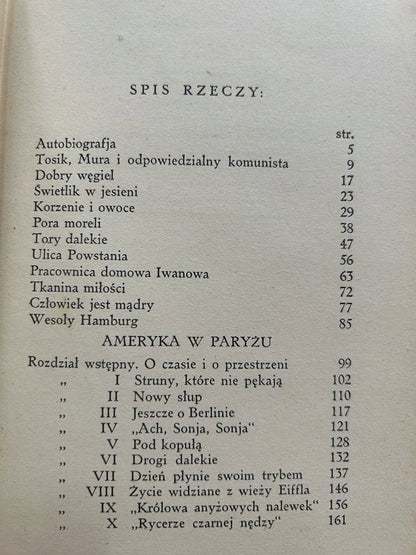 SPIS RZECZY:
str.
Autobiografja 5
Tosik, Mura i odpowiedzialny komunista 9
Dobry węgiel 17
Świetlik w jesieni 23
Korzenie i owoce 29
Pora moreli 38
Tory dalekie 47
Ulica Powstania 56
Pracownica domowa Iwanowa 63
Tkanina miłości 72
Człowiek jest mądry 77
Wesoły Hamburg 85
AMERYKA W PARYŻU
Rozdział wstępny. O czasie i o przestrzeni 99
„ I Struny, które nie pękają 102
„ II Nowy słup 110
„ III Jeszcze o Berlinie 117
„ IV „Ach, Sonja, Sonja“ 121
„ V Pod kopułą 128
„ VI Drogi dalekie 132
„ VII Dzień płynie swoim trybem 137
„ VIII Życie widziane z wieży Eiffla 146
„ IX „Królowa anyżowych nalewek“ 156
„ X „Rycerze czarnej nędzy“ 161